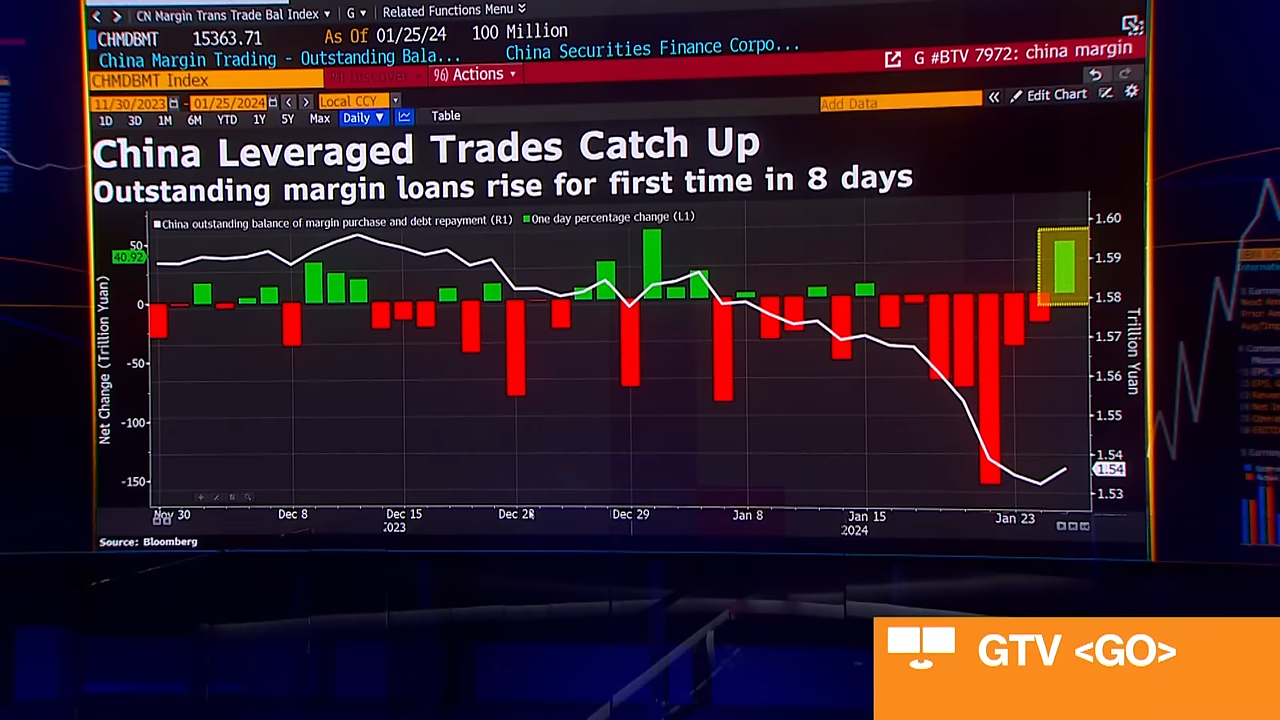 CN Margin Trans Trade Bal Index G Related Functions Menu
CHMDBMT 15363.71 As Of 01/25/24 100 Million
China Margin Trading - Outstanding Bala... China Securities Finance Corpo...
G #BTV 7972: china margin
CHMDBMT Index 96) Actions
11/30/2023 - 01/25/2024 Local CCY Add Data Edit Chart
1D 3D 1M 6M YTD 1Y 5Y Max Daily Table
China Leveraged Trades Catch Up
Outstanding margin loans rise for first time in 8 days
China outstanding balance of margin purchase and debt repayment (R1) One day percentage change (L1)
50
40.92
0
-50
-100
-150
Net Change (Trillion Yuan)
1.60
1.59
1.58
1.57
1.56
1.55
1.54
1.54
1.53
Trillion Yuan
Nov 30 Dec 8 Dec 15 Dec 2 Dec 29 Jan 8 Jan 15 Jan 23
2023 2024
Source: Bloomberg
GTV <GO>